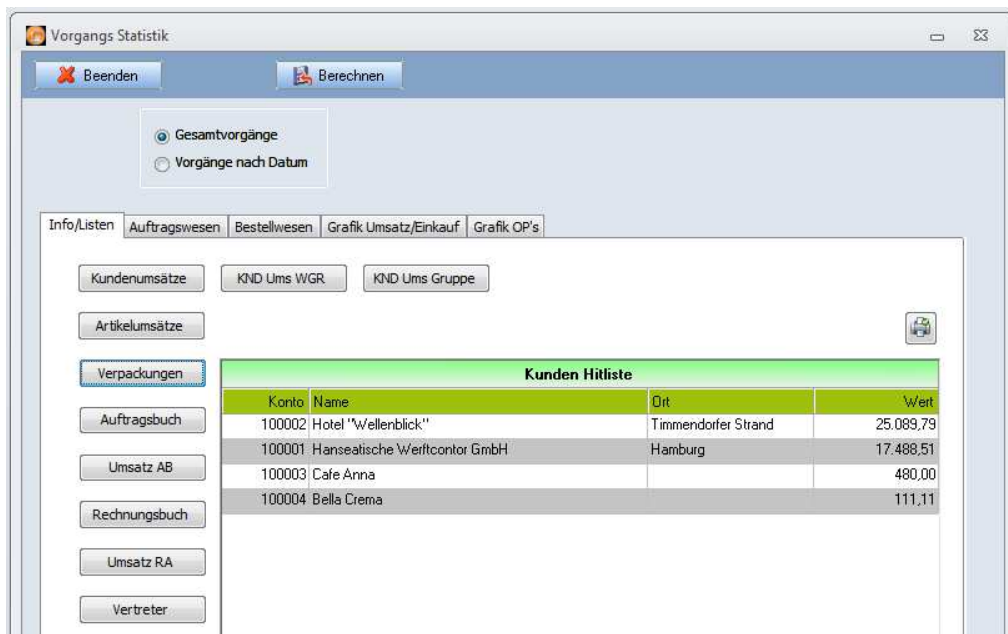 Vorgangs Statistik
Beenden Berechnen
Gesamtvorgänge
Vorgänge nach Datum
Info/Listen Auftragswesen Bestellwesen Grafik Umsatz/Einkauf Grafik OP's
Kundenumsätze KND Ums WGR KND Ums Gruppe
Artikelumsätze
Verpackungen
Auftragsbuch
Umsatz AB
Rechnungsbuch
Umsatz RA
Vertreter
Kunden Hitliste
Konto Name Ort Wert
100002 Hotel "Wellenblick" Timmendorfer Strand 25.089,79
100001 Hanseatische Werftcontor GmbH Hamburg 17.488,51
100003 Cafe Anna 480,00
100004 Bella Crema 111,11